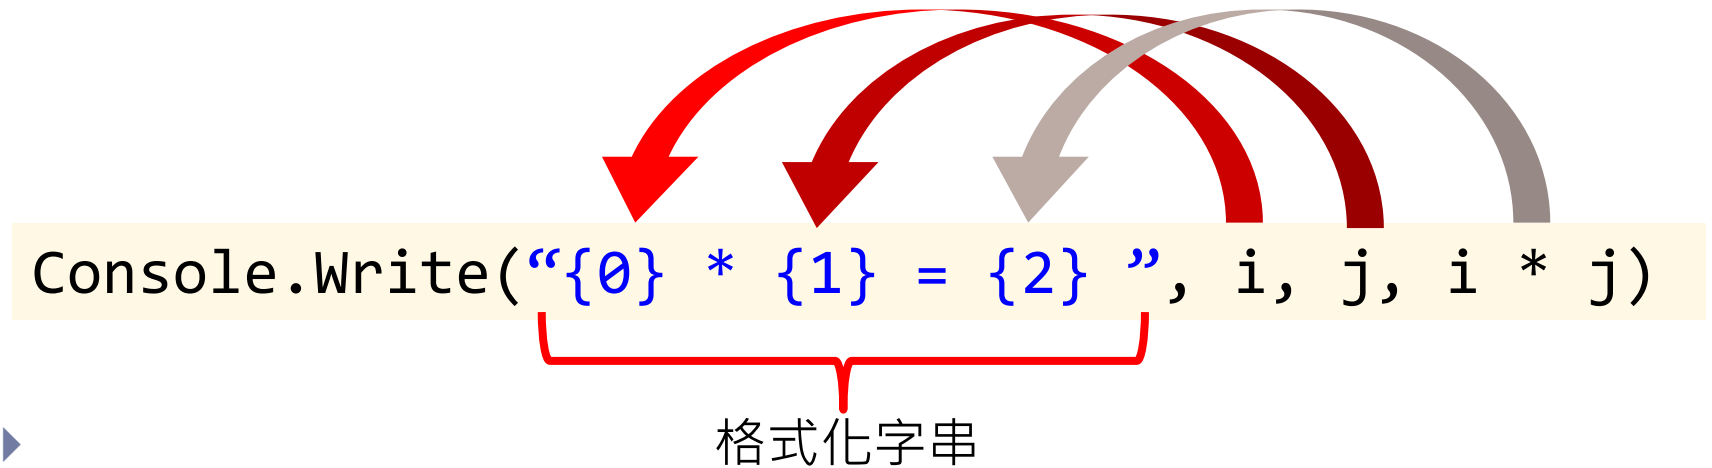 Console.Write(“{0} * {1} = {2} ”, i, j, i * j)
格式化字串